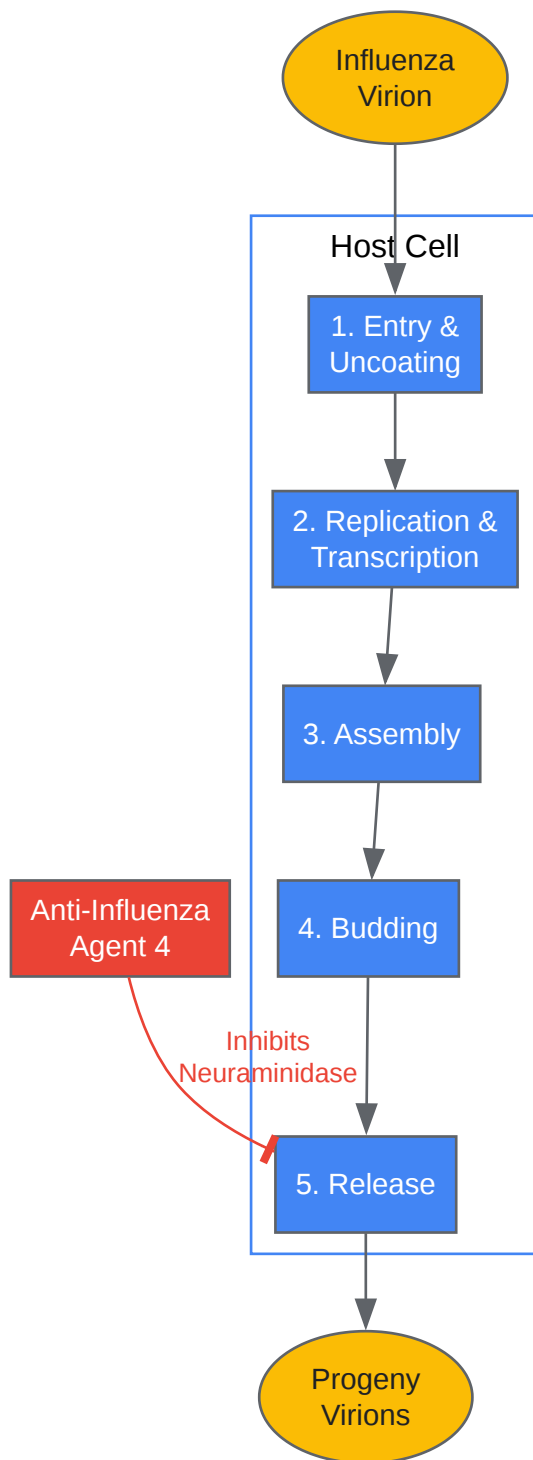 Influenza
Virion
Host Cell
1. Entry &
Uncoating
2. Replication &
Transcription
3. Assembly
Anti-Influenza
Agent 4
4. Budding
Inhibits
Neuraminidase
5. Release
Progeny
Virions